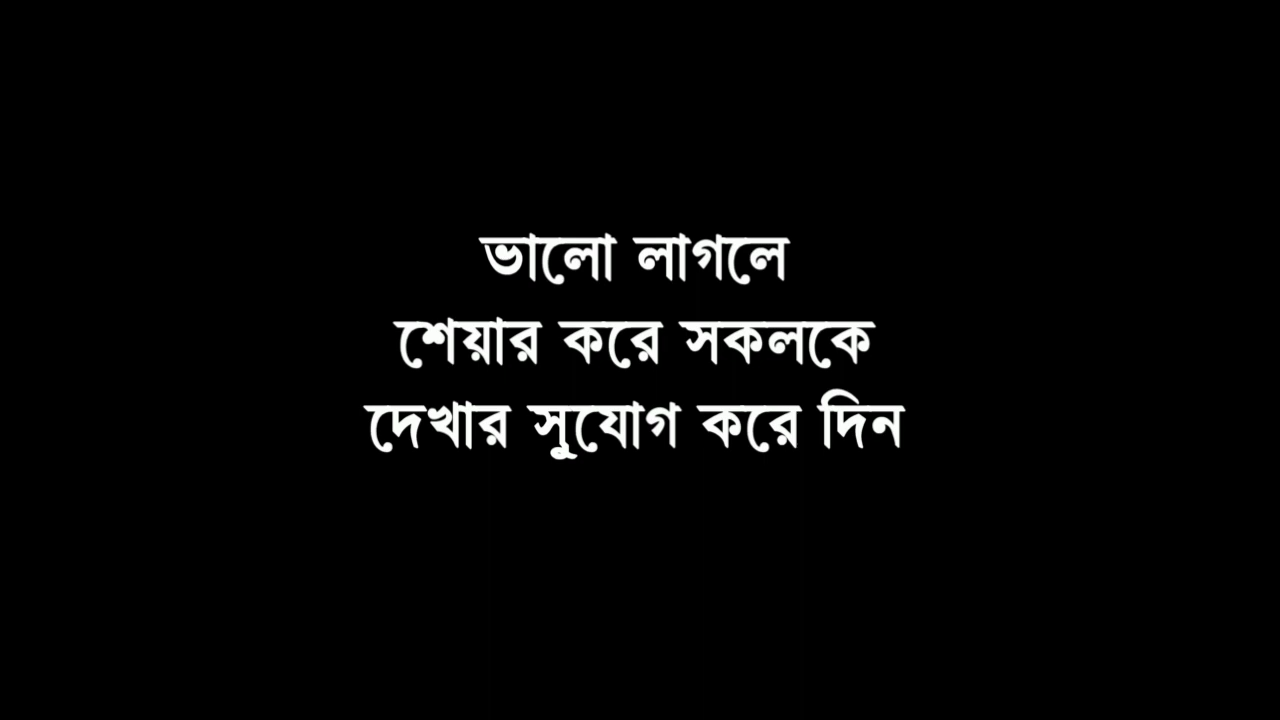 ভালো লাগলে
শেয়ার করে সকলকে
দেখার সুযোগ করে দিন